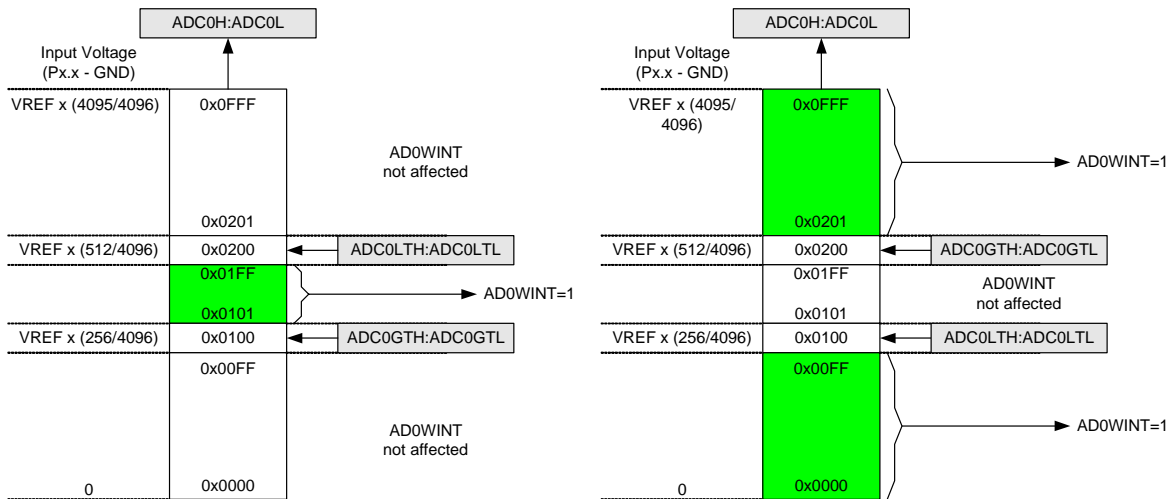 ADC0H:ADC0L
Input Voltage
(Px.x - GND)
VREF x (4095/4096)
0x0FFF
AD0WINT
not affected
0x0201
VREF x (512/4096)
0x0200
ADC0LTH:ADC0LTL
0x01FF
AD0WINT=1
0x0101
VREF x (256/4096)
0x0100
ADC0GTH:ADC0GTL
0x00FF
AD0WINT
not affected
0
0x0000
ADC0H:ADC0L
Input Voltage
(Px.x - GND)
VREF x (4095/
4096)
0x0FFF
AD0WINT=1
0x0201
VREF x (512/4096)
0x0200
ADC0GTH:ADC0GTL
0x01FF
AD0WINT
not affected
0x0101
VREF x (256/4096)
0x0100
ADC0LTH:ADC0LTL
0x00FF
AD0WINT=1
0
0x0000